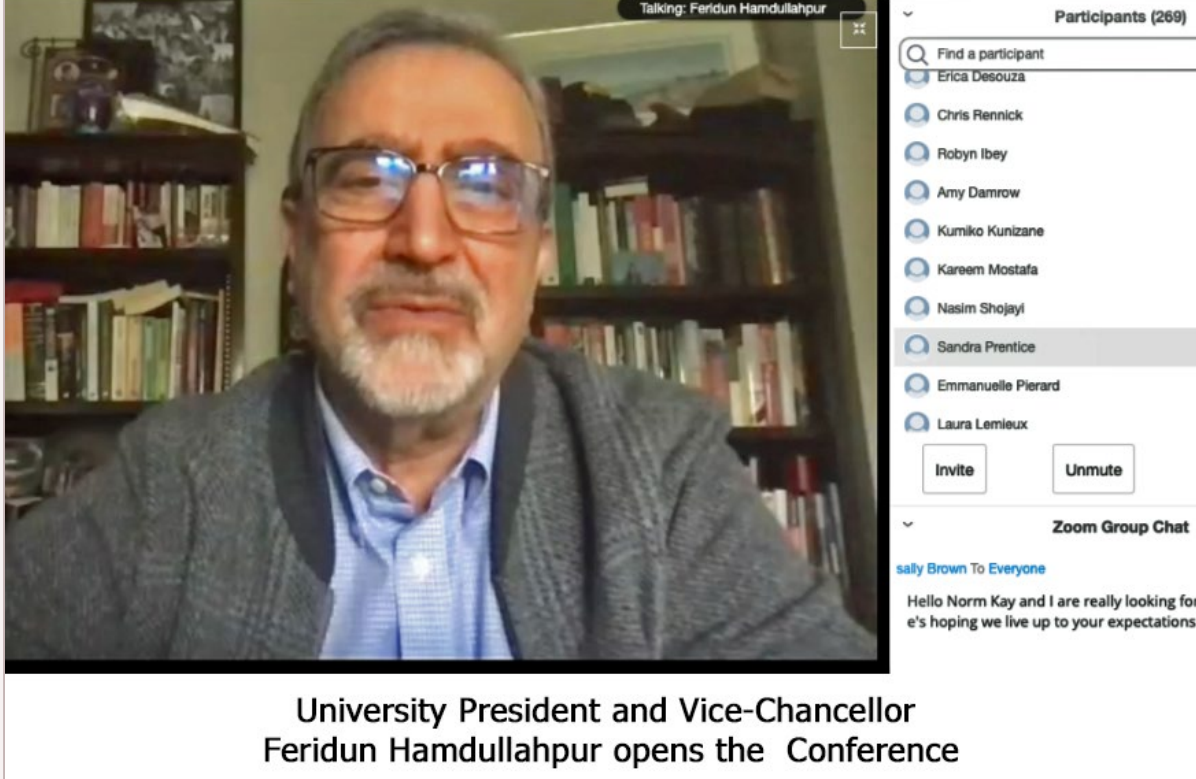 Talking: Feridun Hamdullahpur
Participants (269)
Find a participant
Erica Desouza
Chris Rennick
Robyn Ibey
Amy Damrow
Kumiko Kunizane
Kareem Mostafa
Nasim Shojayi
Sandra Prentice
Emmanuelle Pierard
Laura Lemieux
Invite
Unmute
Zoom Group Chat
sally Brown To Everyone
Hello Norm Kay and I are really looking for
e's hoping we live up to your expectations
University President and Vice-Chancellor
Feridun Hamdullahpur opens the Conference